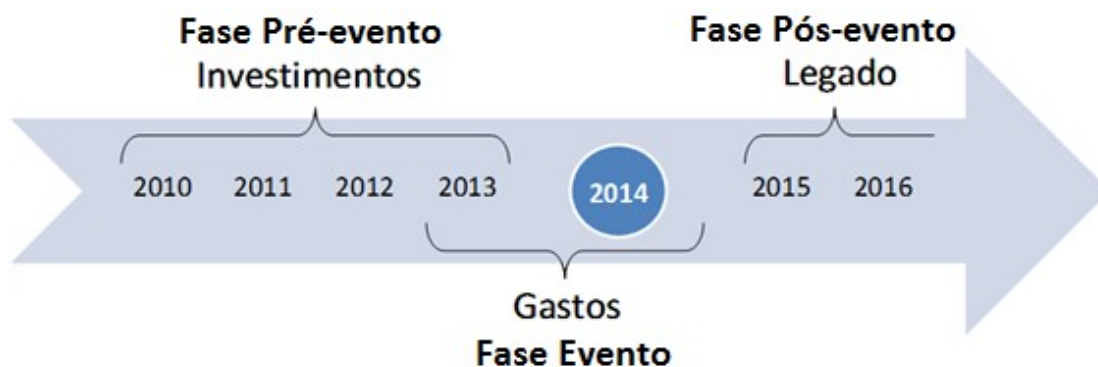 Fase Pré-evento
Investimentos
Fase Pós-evento
Legado
2010 2011 2012 2013 2014 2015 2016
Gastos
Fase Evento